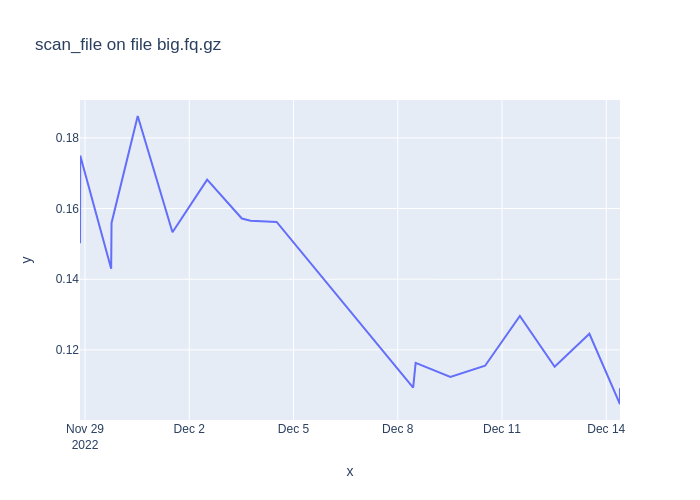 scan_file on file big.fq.gz
0.18
0.16
0.14
0.12
y
Nov 29
2022
Dec 2
Dec 5
Dec 8
Dec 11
Dec 14
x